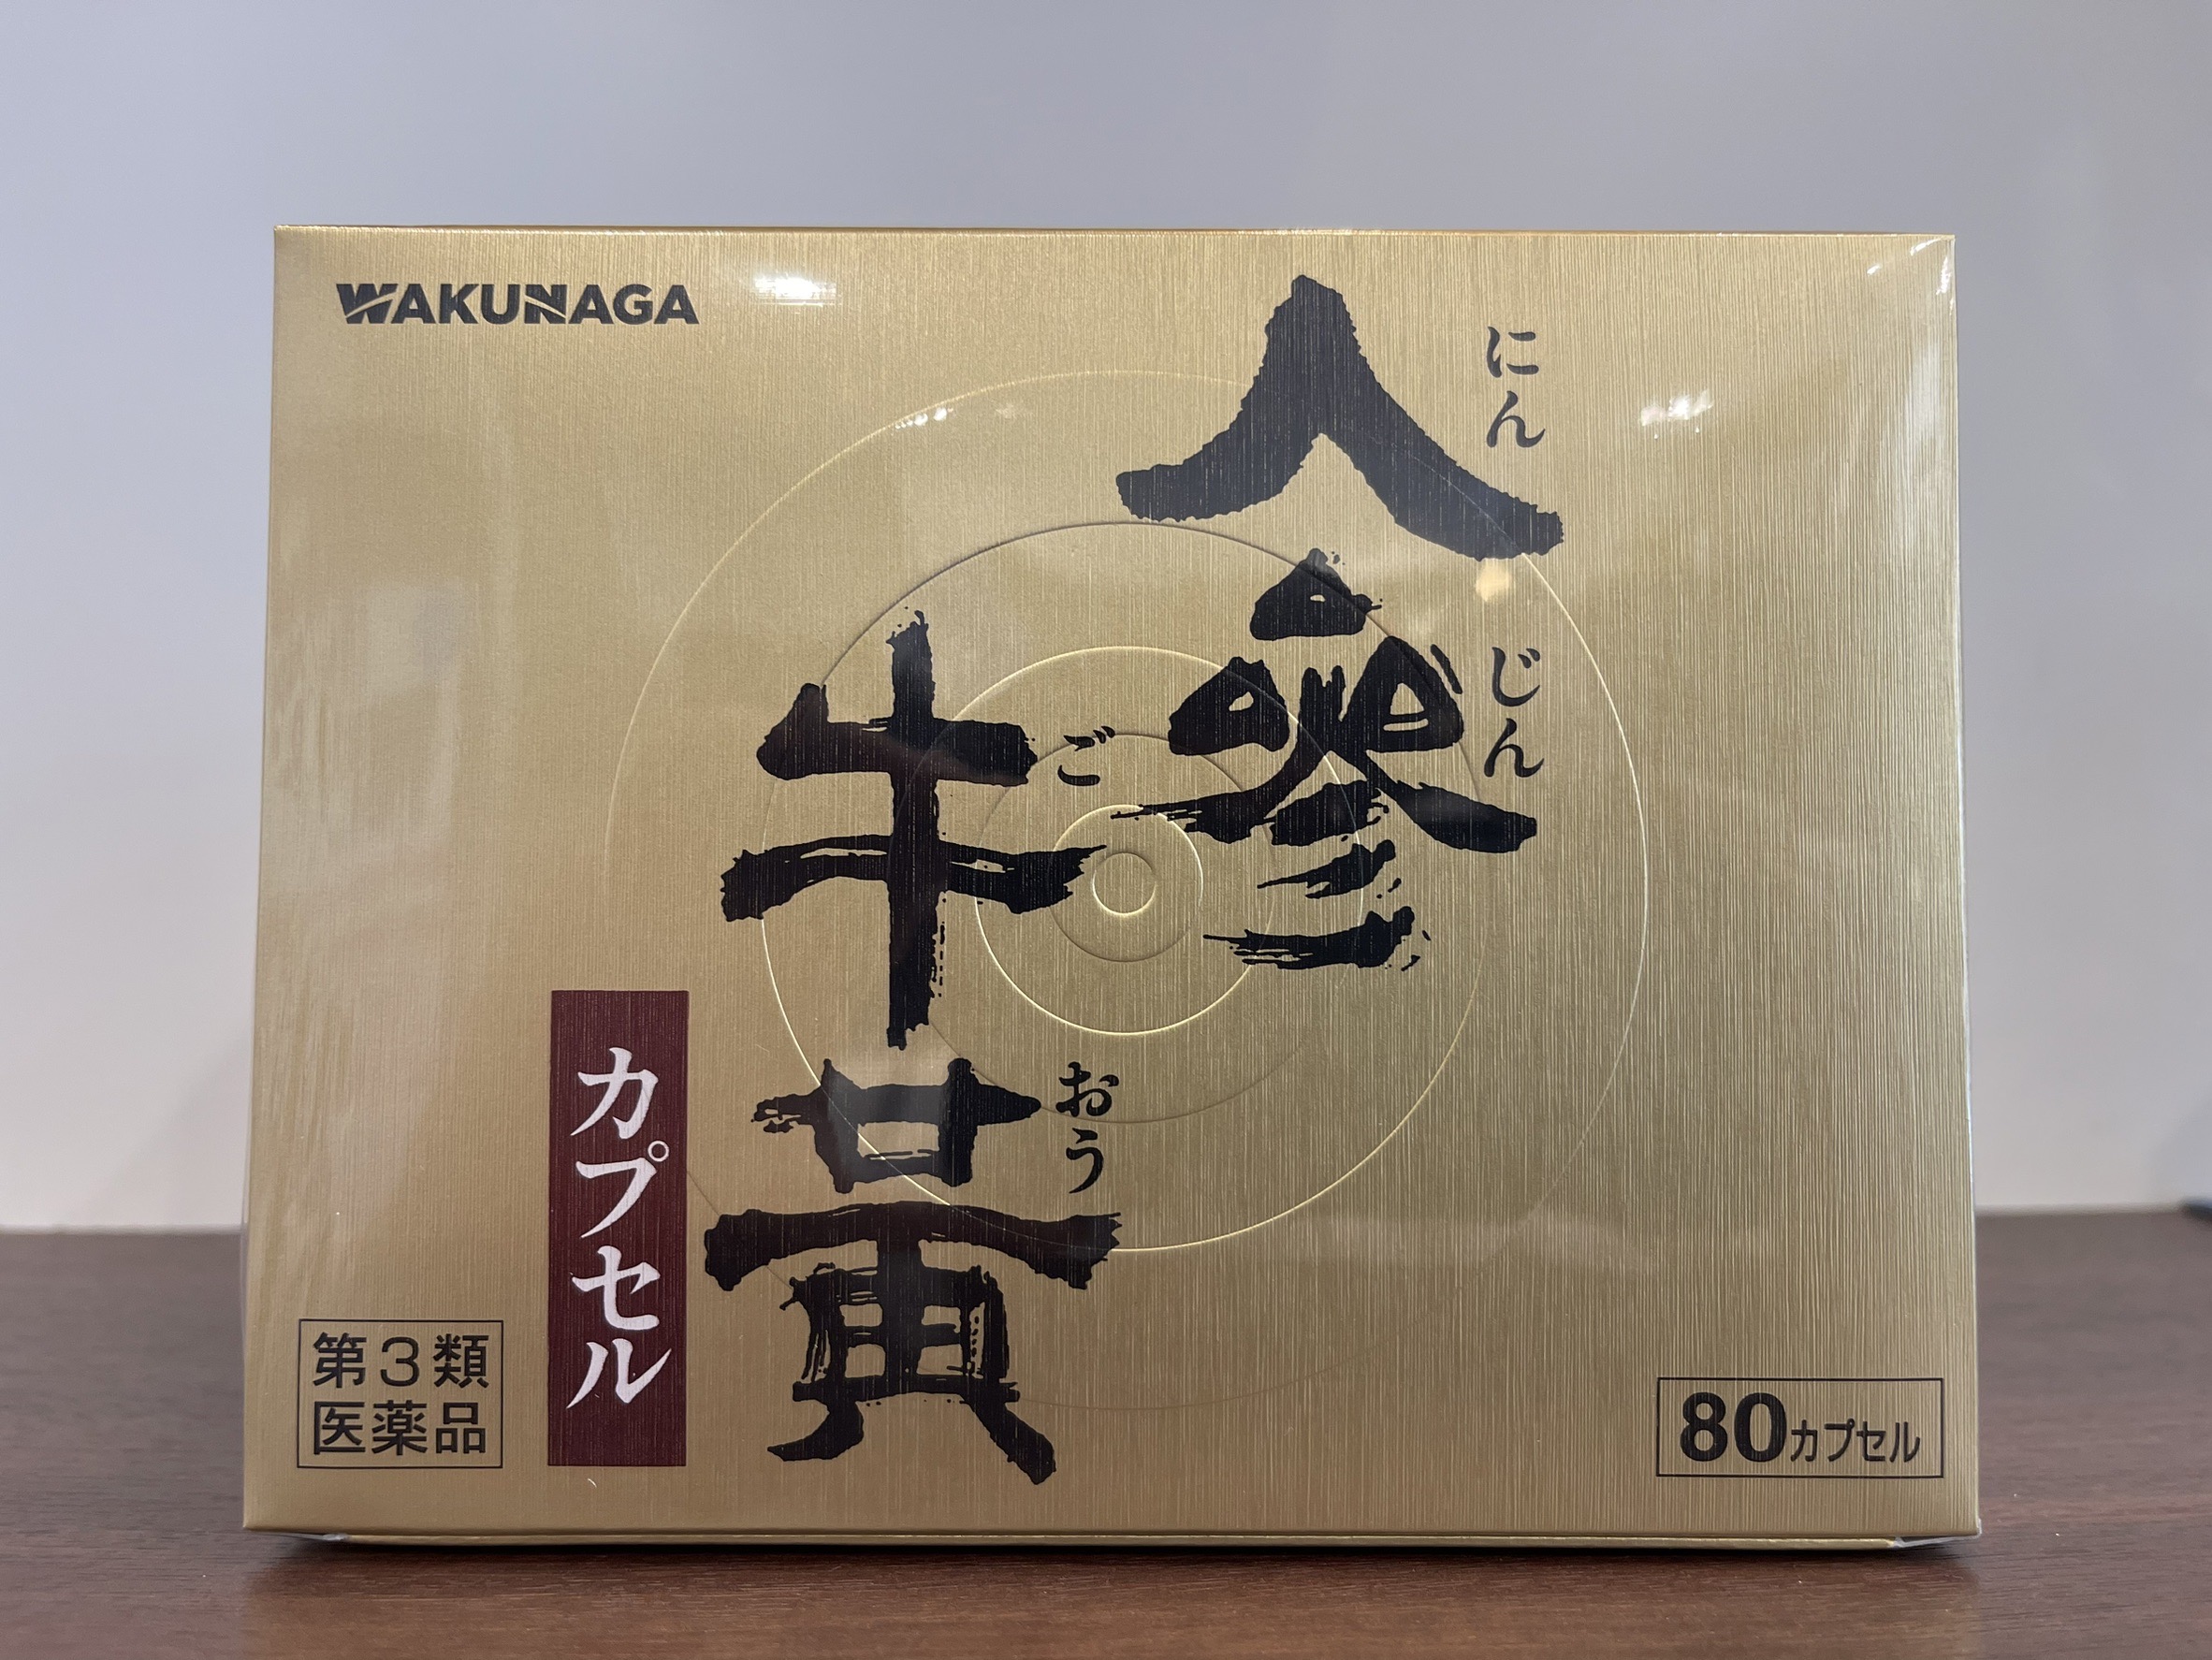 WAKUNAGA
人參
にんじん
牛黄
ごおう
カプセル
第3類
医薬品
80カプセル